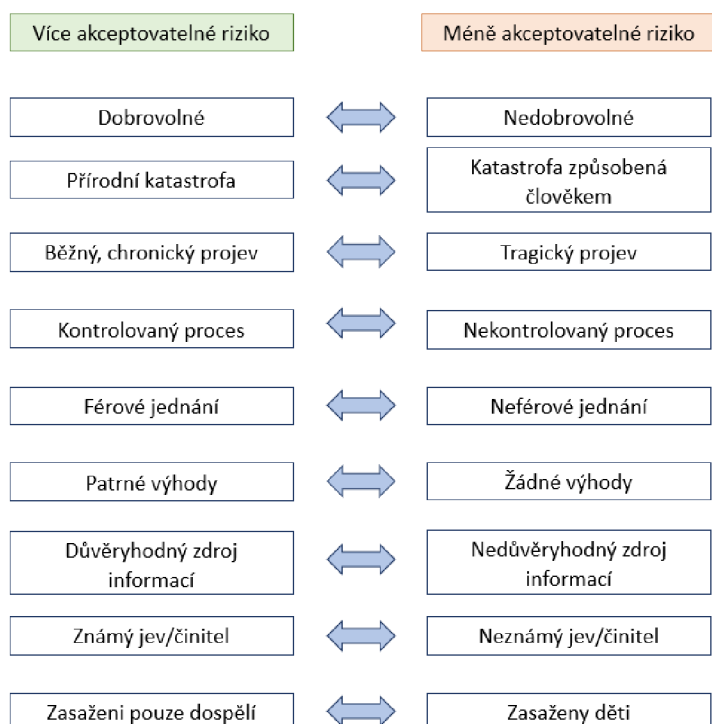 Více akceptovatelné riziko
Méně akceptovatelné riziko
Dobrovolné
Nedobrovolné
Přírodní katastrofa
Katastrofa způsobená
člověkem
Běžný, chronický projev
Tragický projev
Kontrolovaný proces
Nekontrolovaný proces
Férové jednání
Neférové jednání
Patrné výhody
Žádné výhody
Důvěryhodný zdroj
informací
Nedůvěryhodný zdroj
informací
Známý jev/činitel
Neznámý jev/činitel
Zasaženi pouze dospělí
Zasaženy děti